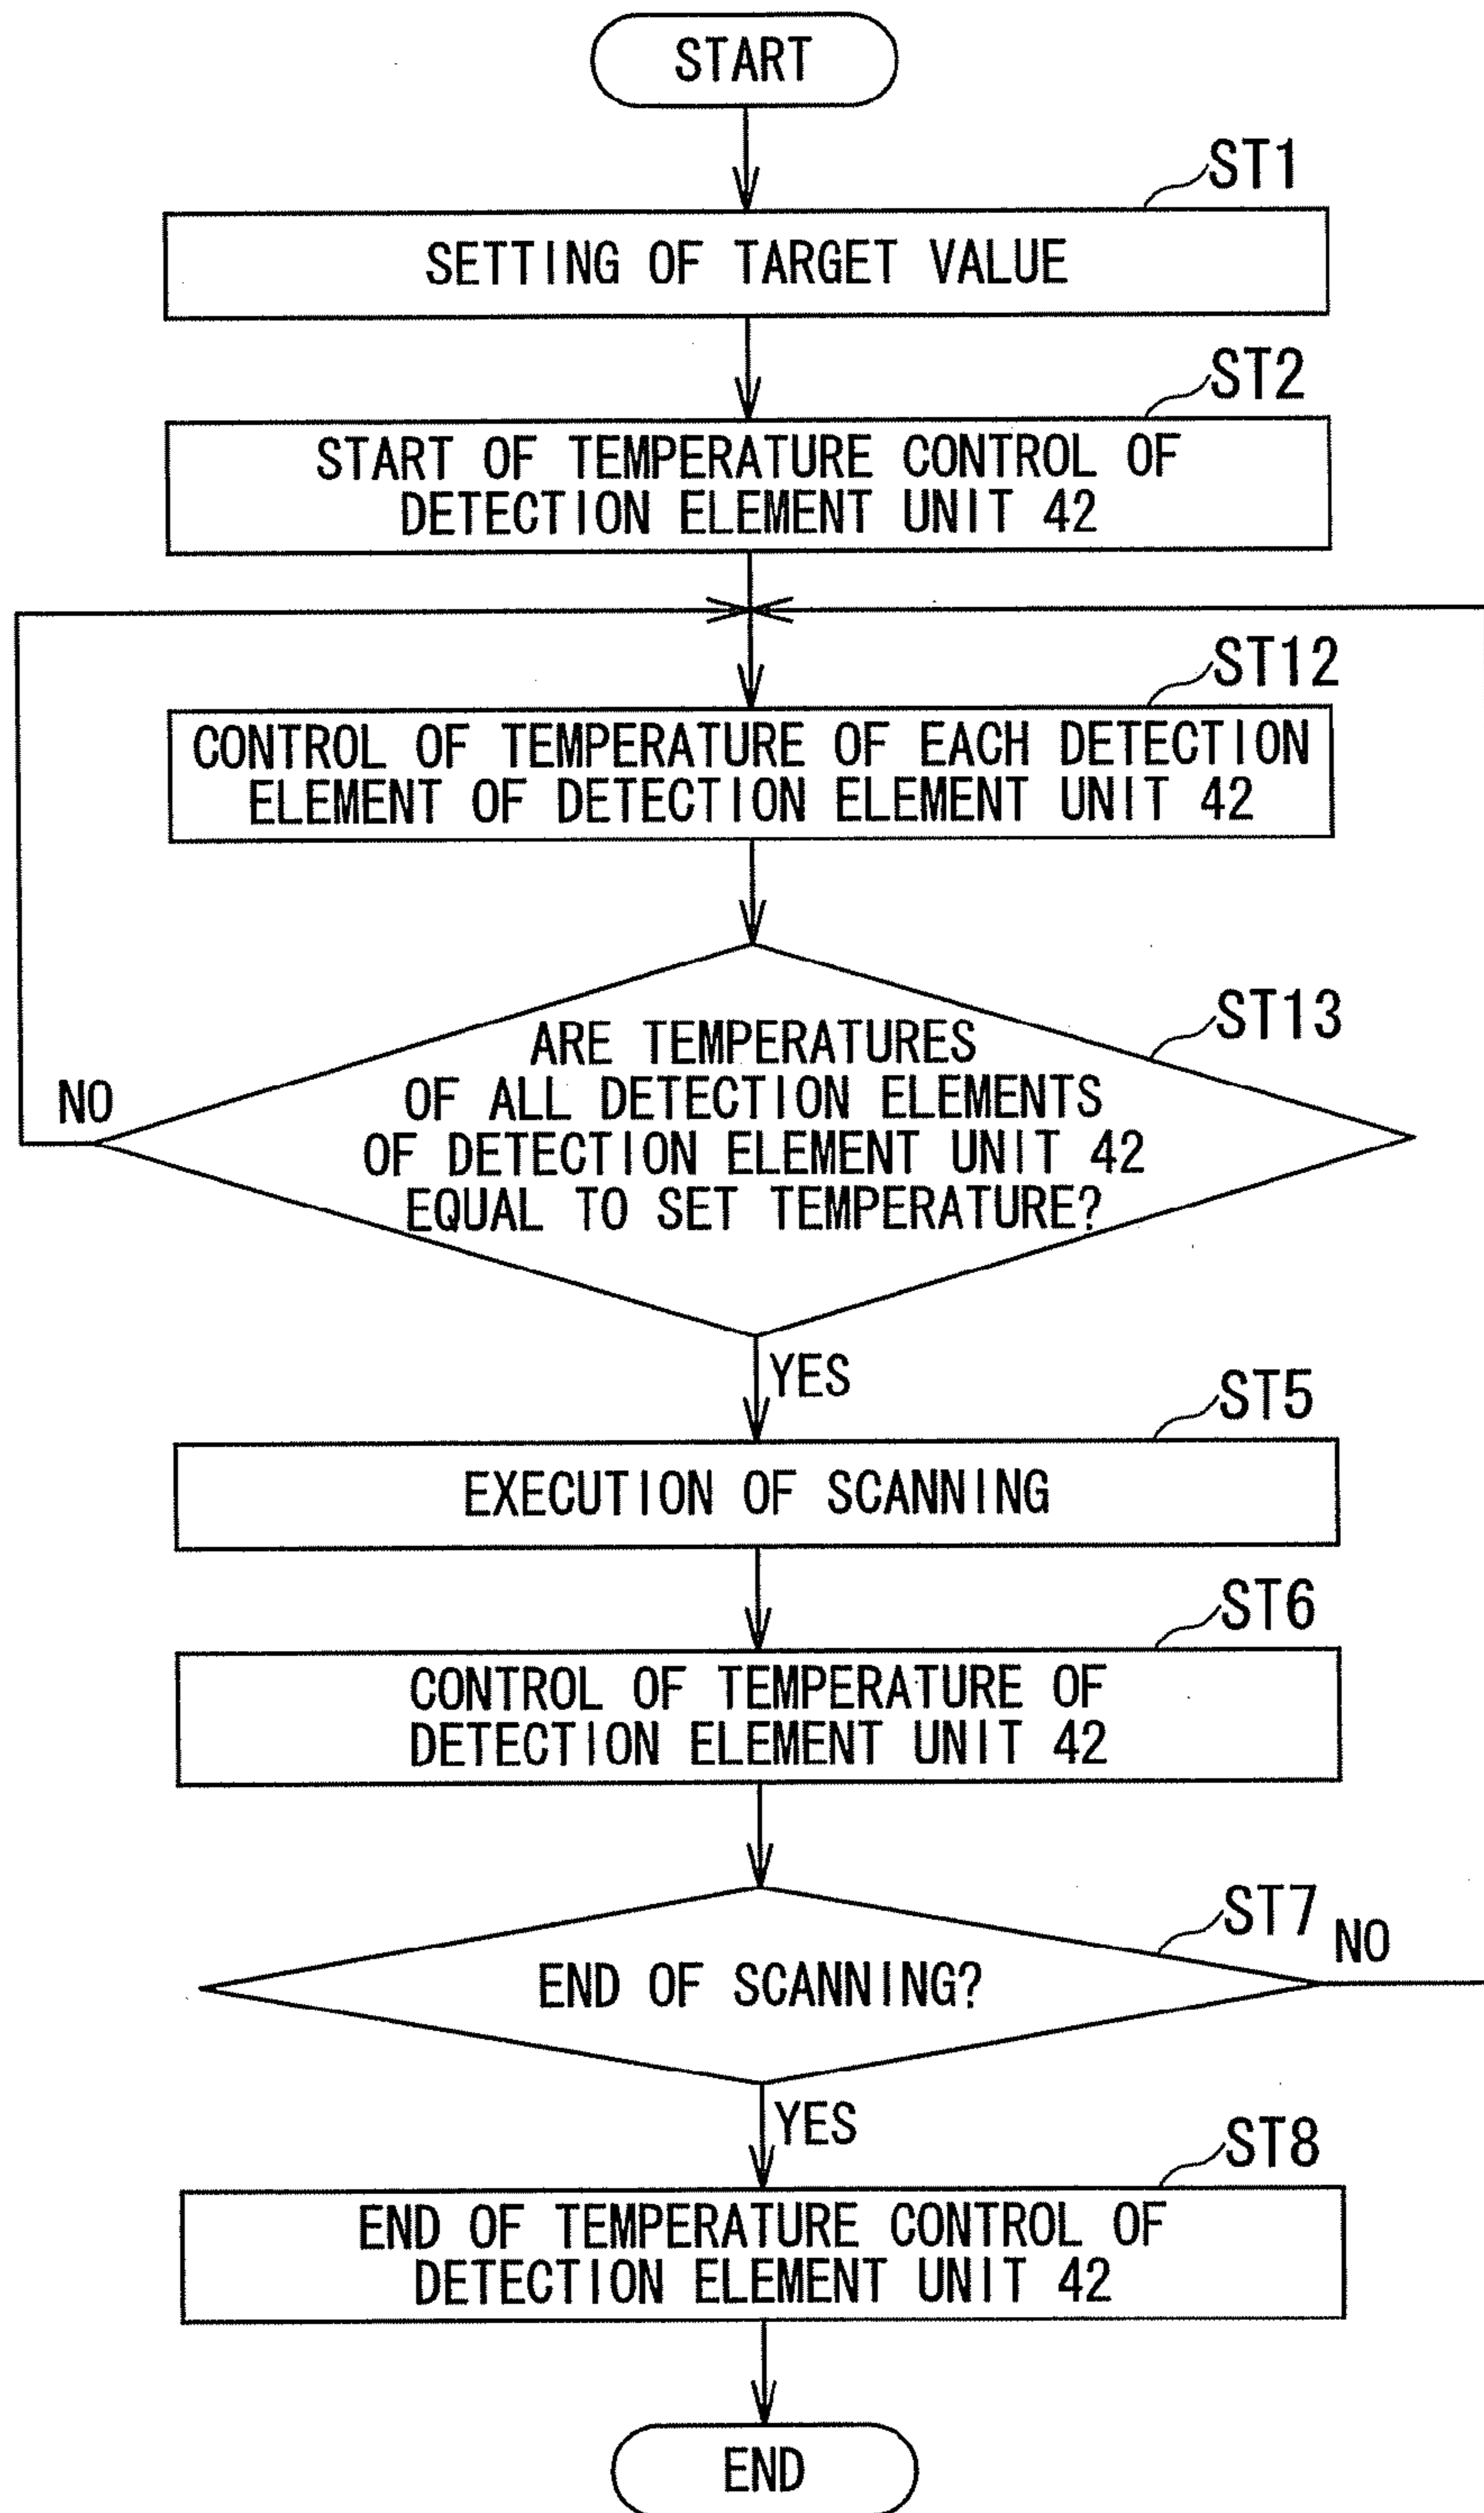 START
ST1
SETTING OF TARGET VALUE
ST2
START OF TEMPERATURE CONTROL OF
DETECTION ELEMENT UNIT 42
ST12
CONTROL OF TEMPERATURE OF EACH DETECTION
ELEMENT OF DETECTION ELEMENT UNIT 42
ST13
ARE TEMPERATURES
OF ALL DETECTION ELEMENTS
OF DETECTION ELEMENT UNIT 42
EQUAL TO SET TEMPERATURE?
NO
YES
ST5
EXECUTION OF SCANNING
ST6
CONTROL OF TEMPERATURE OF
DETECTION ELEMENT UNIT 42
ST7
NO
END OF SCANNING?
YES
ST8
END OF TEMPERATURE CONTROL OF
DETECTION ELEMENT UNIT 42
END